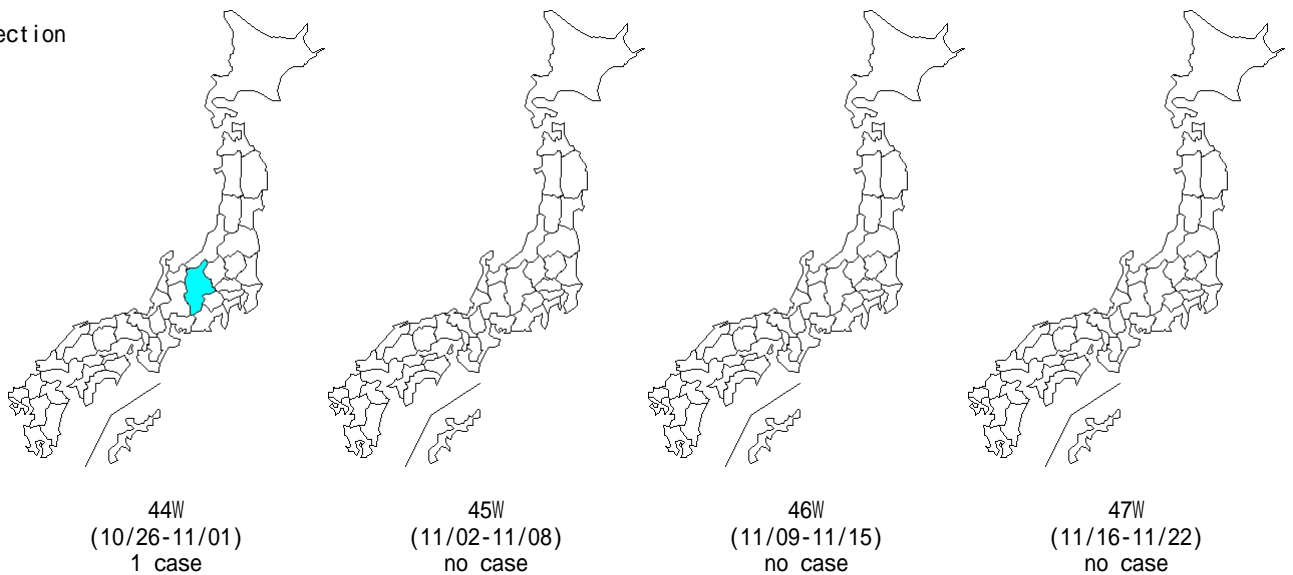 ection
44W
(10/26-11/01)
1 case
45W
(11/02-11/08)
no case
46W
(11/09-11/15)
no case
47W
(11/16-11/22)
no case